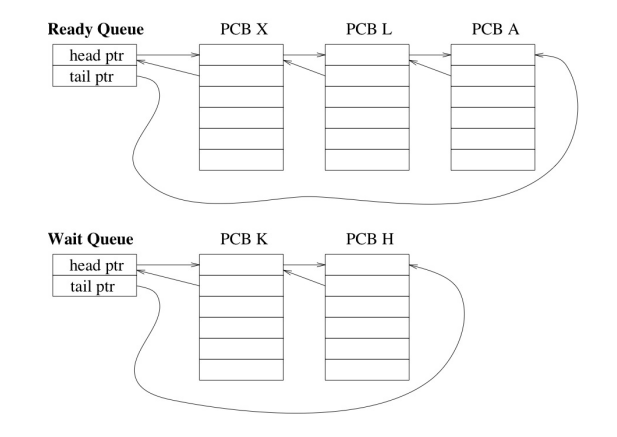 Ready Queue PCB X PCB L PCB A
head ptr
tail ptr
Wait Queue PCB K PCB H
head ptr
tail ptr